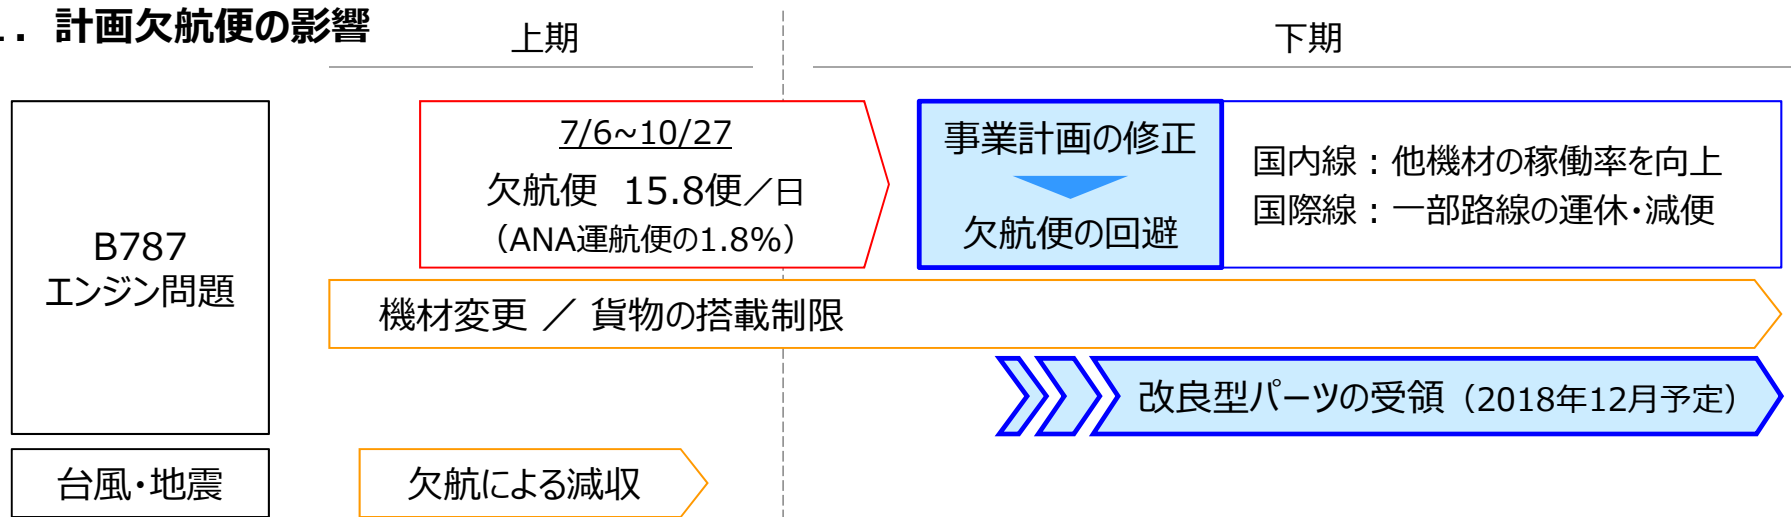 1. 計画欠航便の影響
上期
下期
B787
エンジン問題
7/6~10/27
欠航便 15.8便／日
（ANA運航便の1.8%）
事業計画の修正
欠航便の回避
国内線：他機材の稼働率を向上
国際線：一部路線の運休・減便
機材変更 ／ 貨物の搭載制限
改良型パーツの受領（2018年12月予定）
台風・地震
欠航による減収